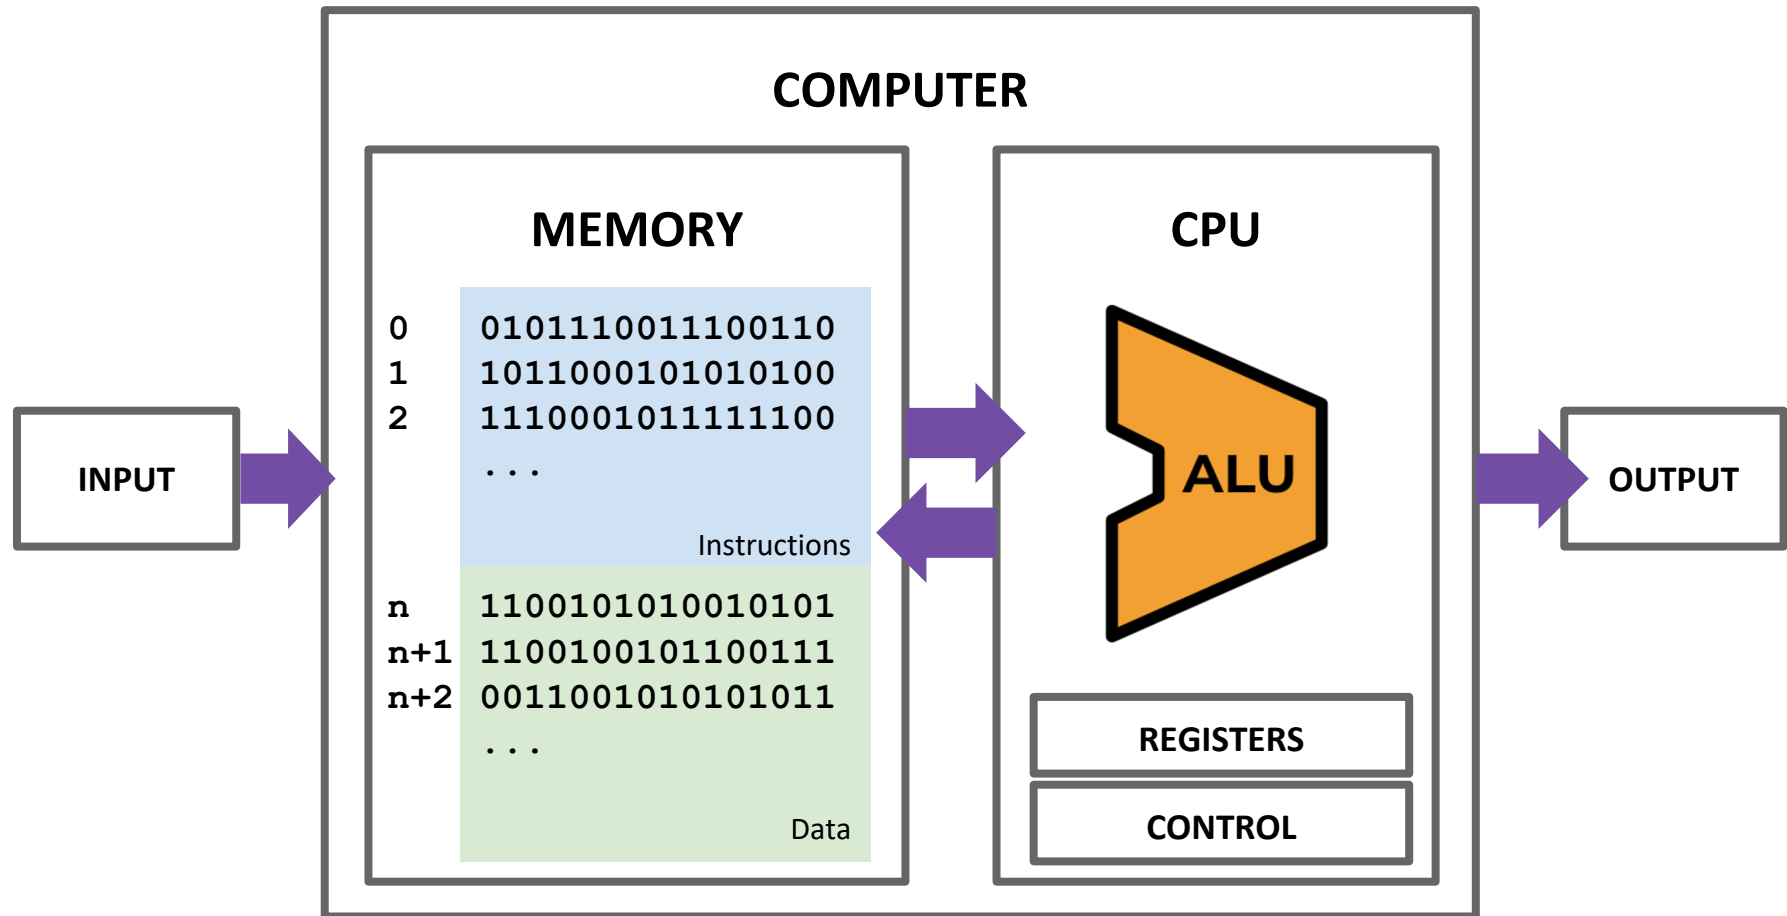 COMPUTER
MEMORY
0 0101110011100110
1 1011000101010100
2 1110001011111100
...
Instructions
n 1100101010010101
n+1 1100100101100111
n+2 0011001010101011
...
Data
CPU
ALU
REGISTERS
CONTROL
INPUT
OUTPUT